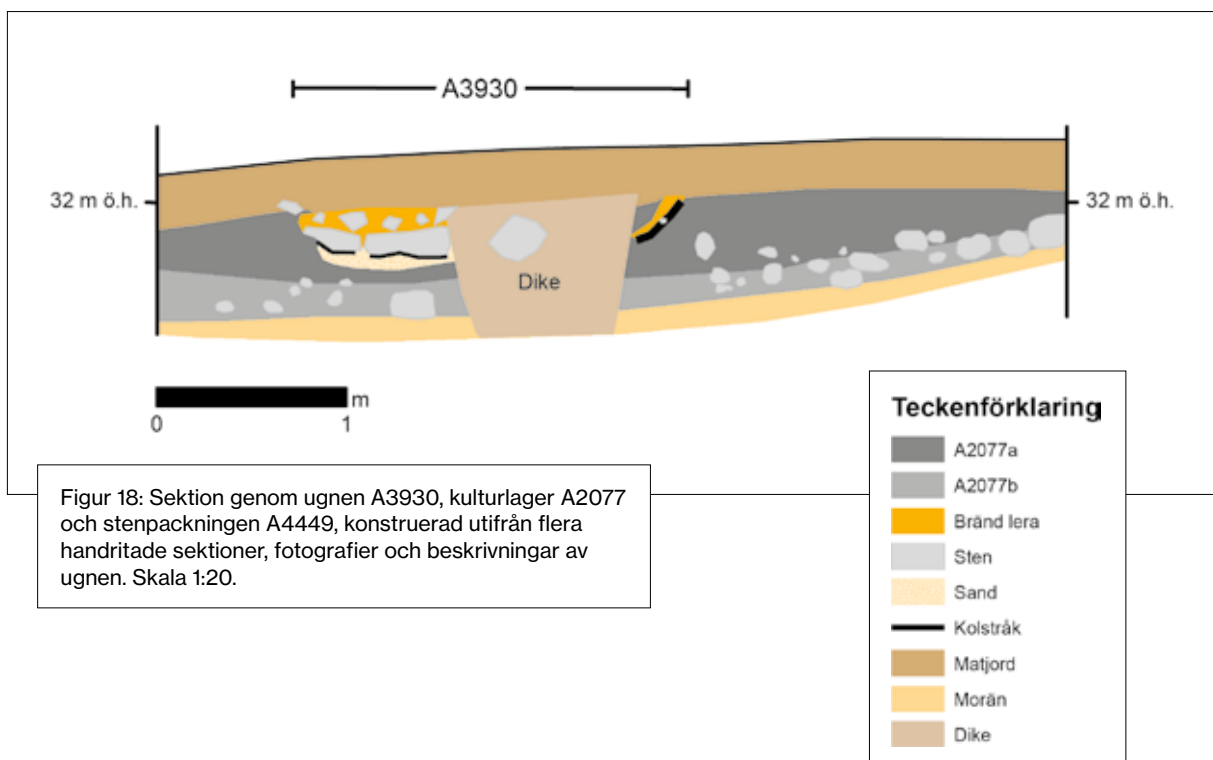 A3930
32 m ö.h.
32 m ö.h.
Dike
m
0 1
Figur 18: Sektion genom ugnen A3930, kulturlager A2077
och stenpackningen A4449, konstruerad utifrån flera
handritade sektioner, fotografier och beskrivningar av
ugnen. Skala 1:20.
Teckenförklaring
A2077a
A2077b
Bränd lera
Sten
Sand
Kolstråk
Matjord
Morän
Dike